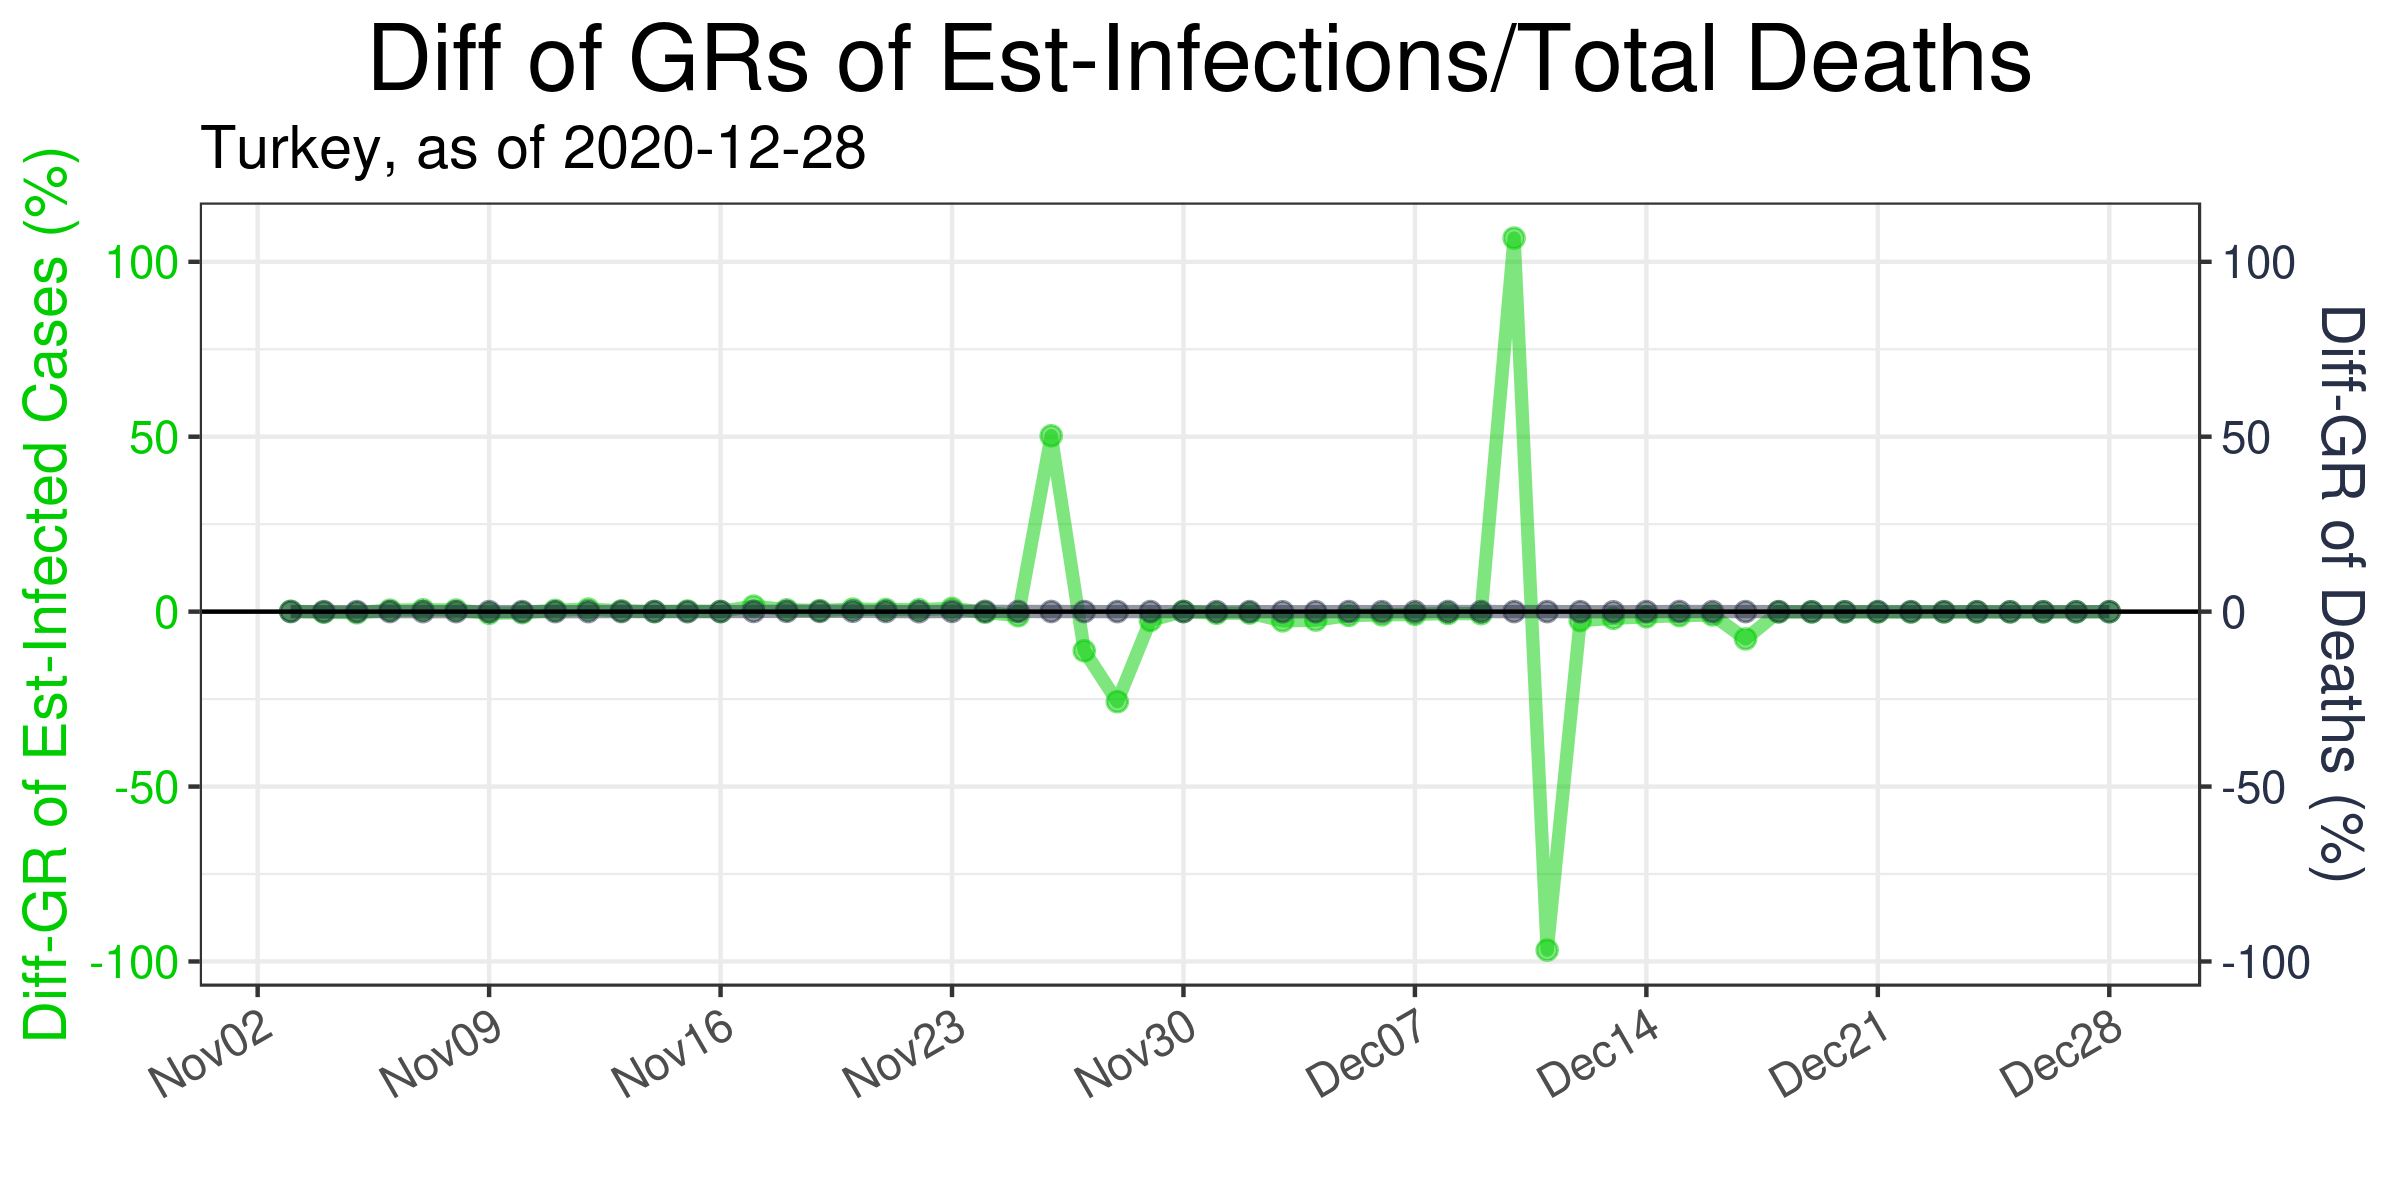 Diff of GRs of Est-Infections/Total Deaths
Turkey, as of 2020-12-28
Diff-GR of Est-Infected Cases (%)
100
50
0
-50
-100
100
50
0
-50
-100
Diff-GR of Deaths (%)
Nov02
Nov09
Nov16
Nov23
Nov30
Dec07
Dec14
Dec21
Dec28